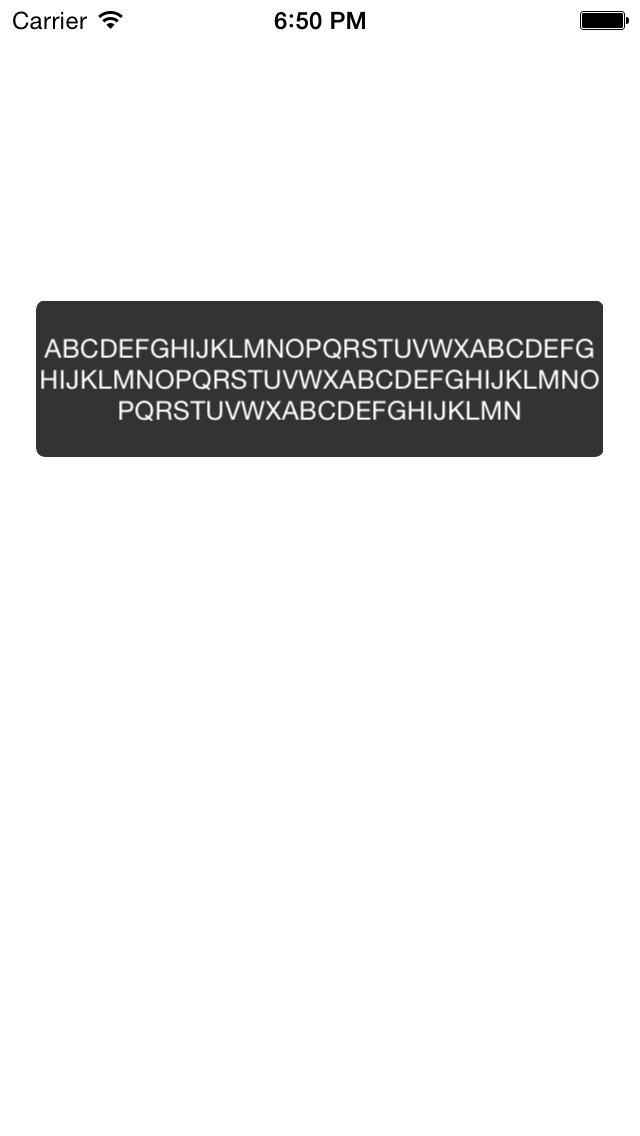 Carrier 6:50 PM
ABCDEFGHIJKLMNOPQRSTUVWXABCDEFG
HIJKLMNOPQRSTUVWXABCDEFGHIJKLMNO
PQRSTUVWXABCDEFGHIJKLMN